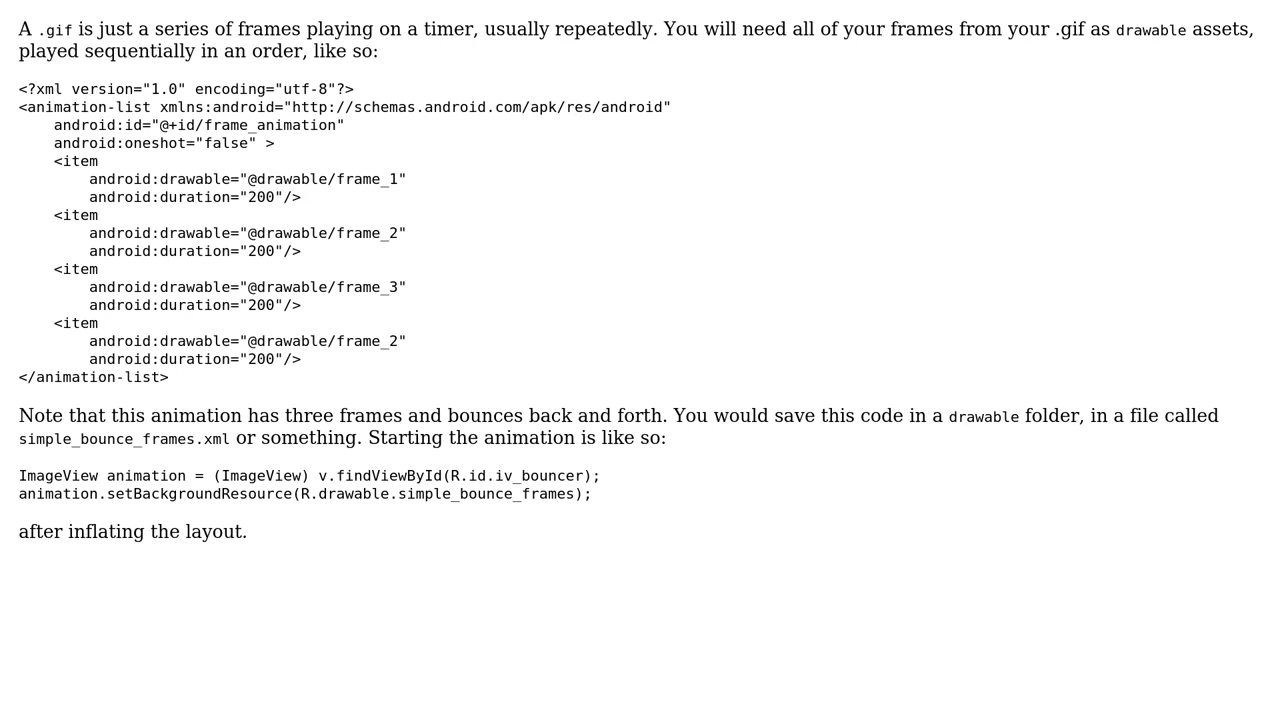 A .gif is just a series of frames playing on a timer, usually repeatedly. You will need all of your frames from your .gif as drawable assets,
played sequentially in an order, like so:
<?xml version="1.0" encoding="utf-8"?>
<animation-list xmlns:android="http://schemas.android.com/apk/res/android"
    android:id="@+id/frame_animation"
    android:oneshot="false" >
    <item
        android:drawable="@drawable/frame_1"
        android:duration="200"/>
    <item
        android:drawable="@drawable/frame_2"
        android:duration="200"/>
    <item
        android:drawable="@drawable/frame_3"
        android:duration="200"/>
    <item
        android:drawable="@drawable/frame_2"
        android:duration="200"/>
</animation-list>
Note that this animation has three frames and bounces back and forth. You would save this code in a drawable folder, in a file called
simple_bounce_frames.xml or something. Starting the animation is like so:
ImageView animation = (ImageView) v.findViewById(R.id.iv_bouncer);
animation.setBackgroundResource(R.drawable.simple_bounce_frames);
after inflating the layout.